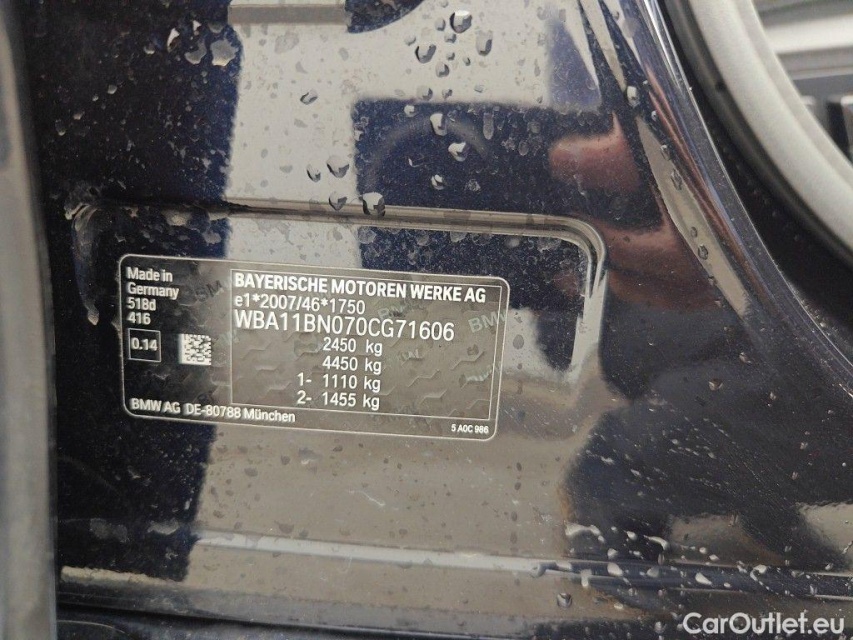 Made in
Germany
518d
416
0.14
BAYERISCHE MOTOREN WERKE AG
e1*2007/46*1750
WBA11BN070CG71606
2450 kg
4450 kg
1- 1110 kg
2- 1455 kg
BMW AG DE-80788 München
5 A0C 986
CarOutlet.eu